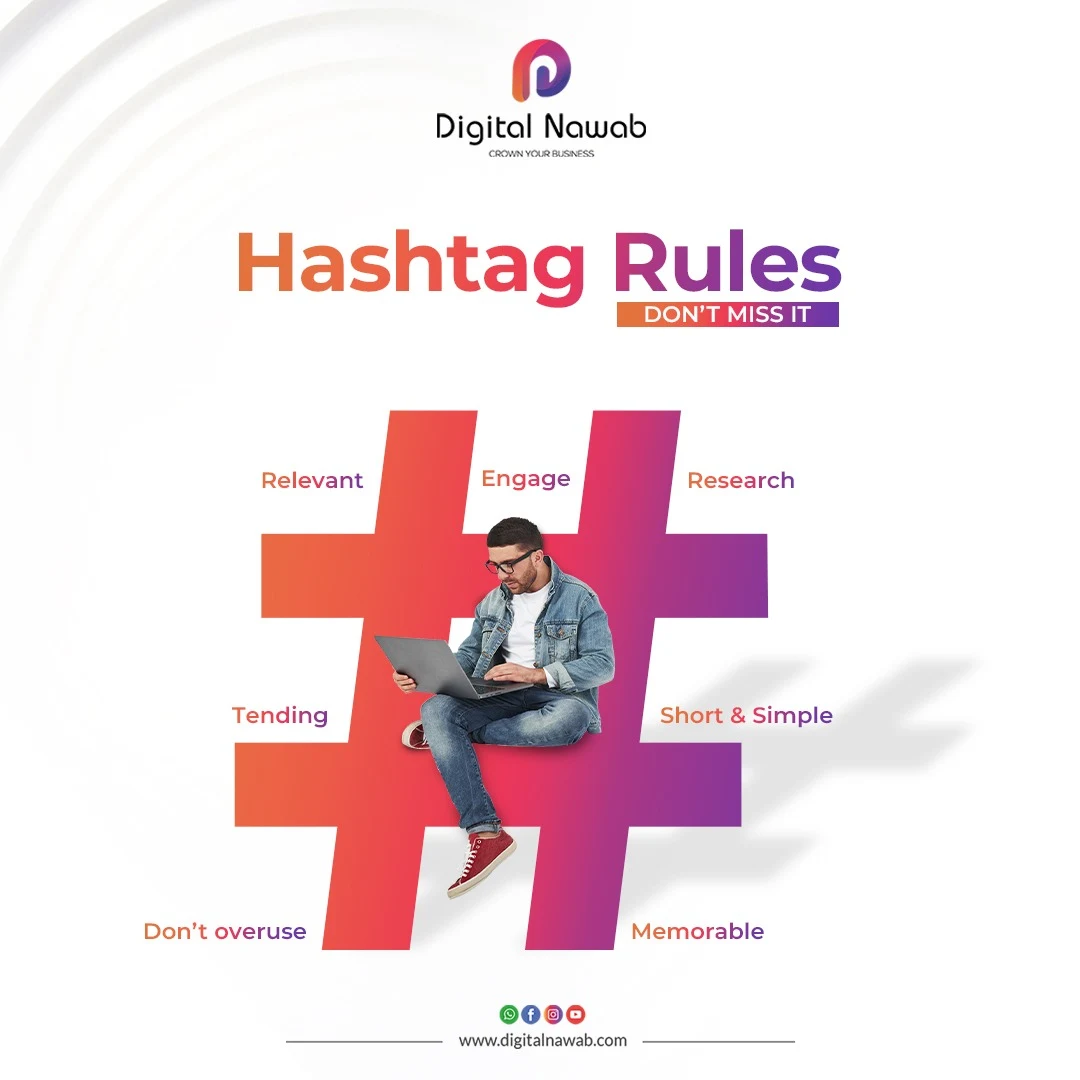 Digital Nawab
CROWN YOUR BUSINESS
Hashtag Rules
DON'T MISS IT
Relevant
Engage
Research
Tending
Short & Simple
Don't overuse
Memorable
www.digitalnawab.com